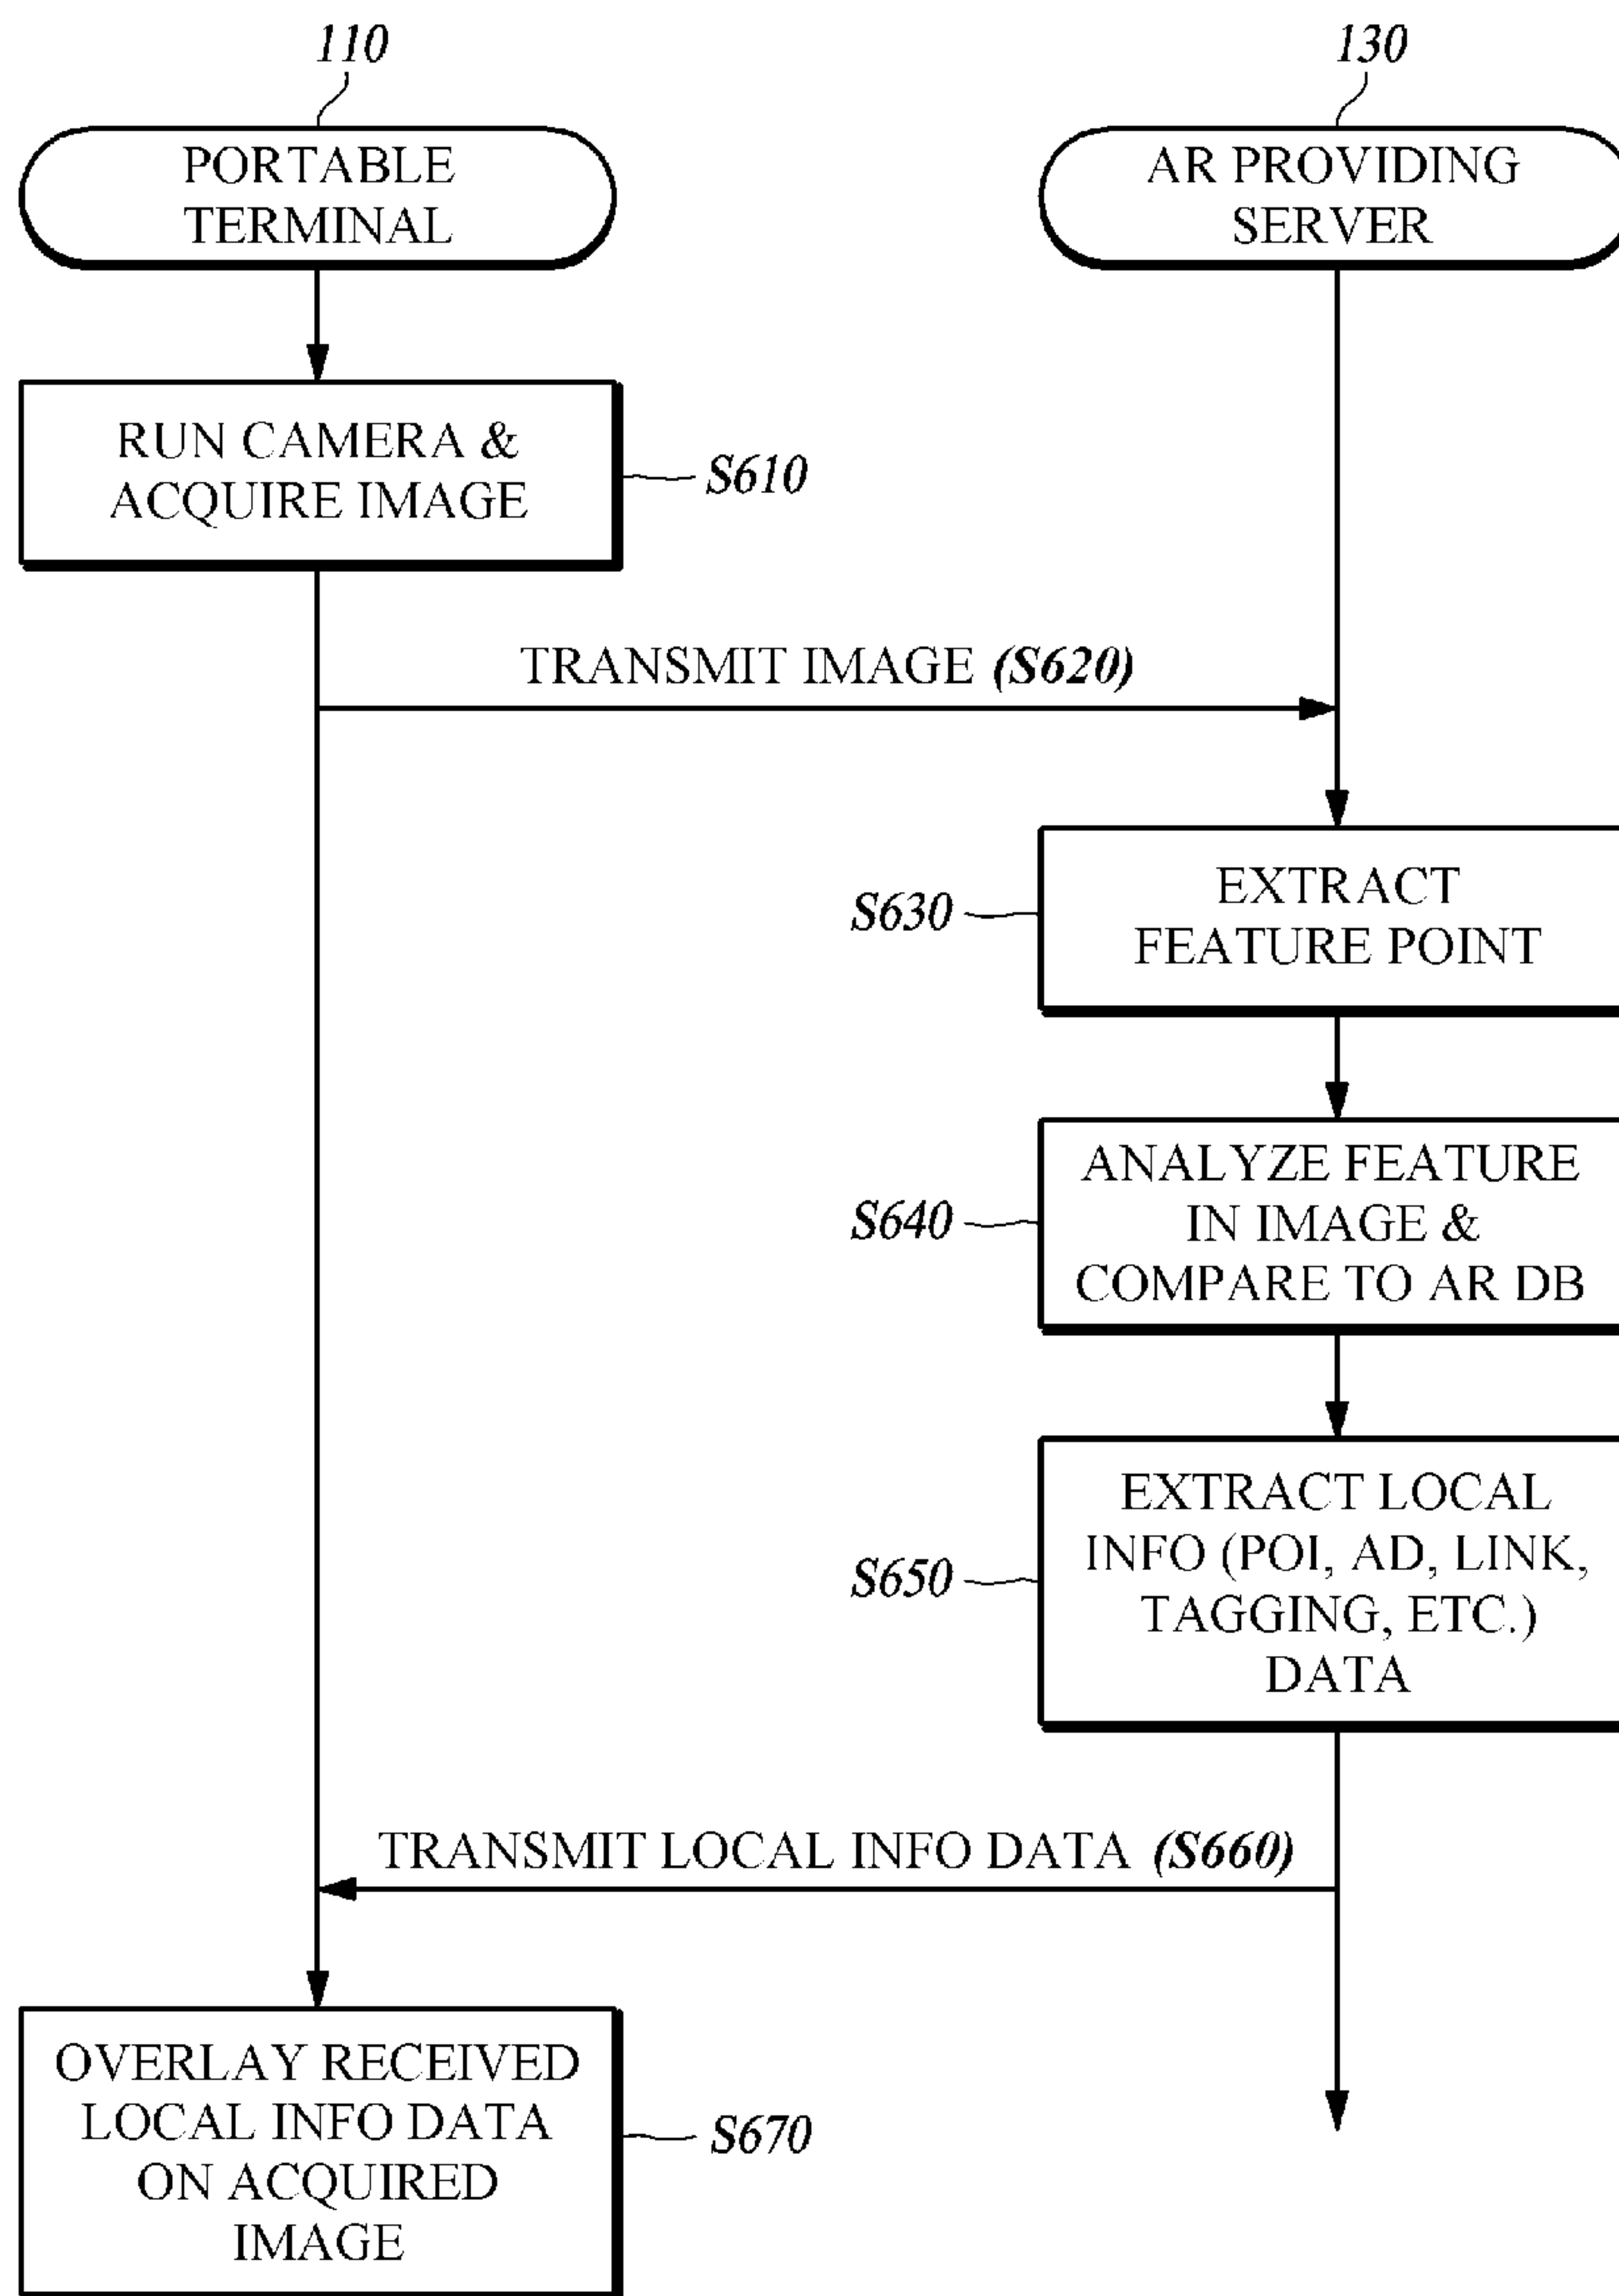 110
130
PORTABLE
TERMINAL
AR PROVIDING
SERVER
RUN CAMERA &
ACQUIRE IMAGE
S610
TRANSMIT IMAGE (S620)
S630
EXTRACT
FEATURE POINT
S640
ANALYZE FEATURE
IN IMAGE &
COMPARE TO AR DB
S650
EXTRACT LOCAL
INFO (POI, AD, LINK,
TAGGING, ETC.)
DATA
TRANSMIT LOCAL INFO DATA (S660)
OVERLAY RECEIVED
LOCAL INFO DATA
ON ACQUIRED
IMAGE
S670